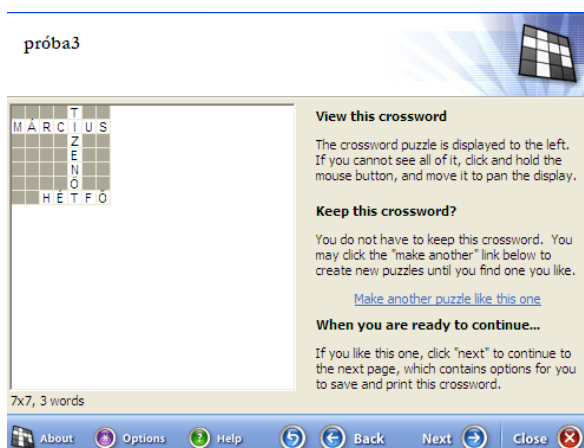 próba3
T
MÁRCIUS
Z
E
N
Ö
HÉTFŐ
7x7, 3 words
View this crossword
The crossword puzzle is displayed to the left.
If you cannot see all of it, click and hold the
mouse button, and move it to pan the display.
Keep this crossword?
You do not have to keep this crossword. You
may click the "make another" link below to
create new puzzles until you find one you like.
Make another puzzle like this one
When you are ready to continue...
If you like this one, click "next" to continue to
the next page, which contains options for you
to save and print this crossword.
About Options Help Back Next Close